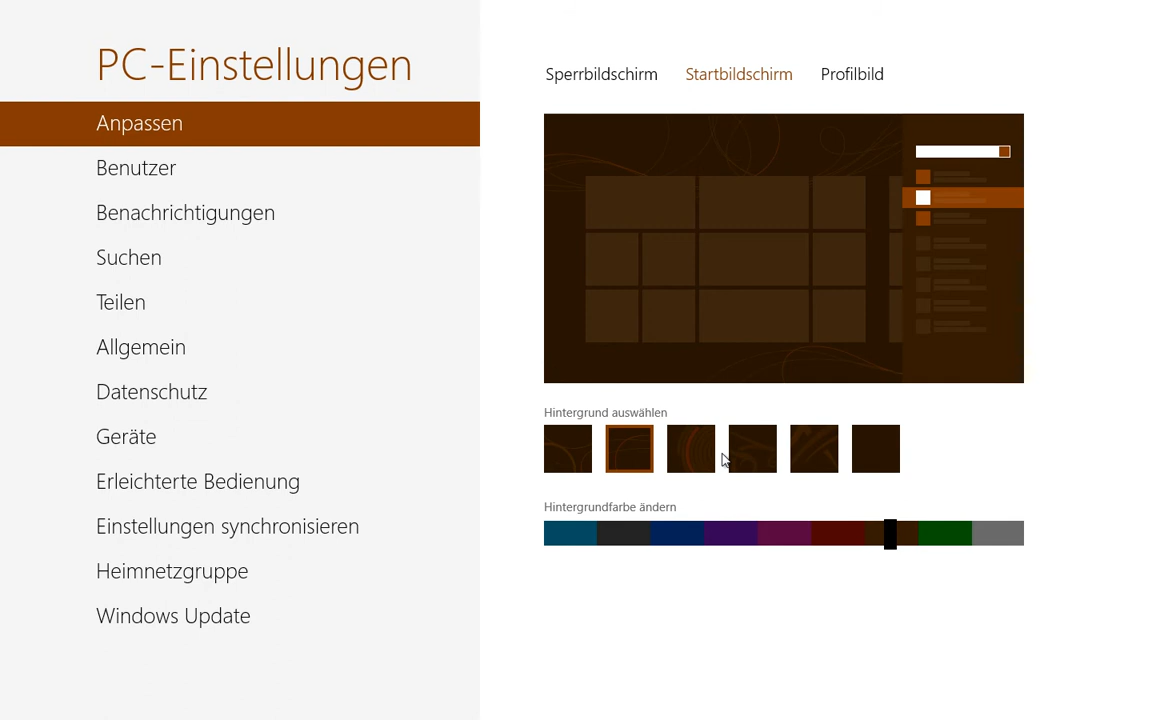 PC-Einstellungen
Anpassen
Benutzer
Benachrichtigungen
Suchen
Teilen
Allgemein
Datenschutz
Geräte
Erleichterte Bedienung
Einstellungen synchronisieren
Heimnetzgruppe
Windows Update
Sperrbildschirm Startbildschirm Profilbild
Hintergrund auswählen
Hintergrundfarbe ändern